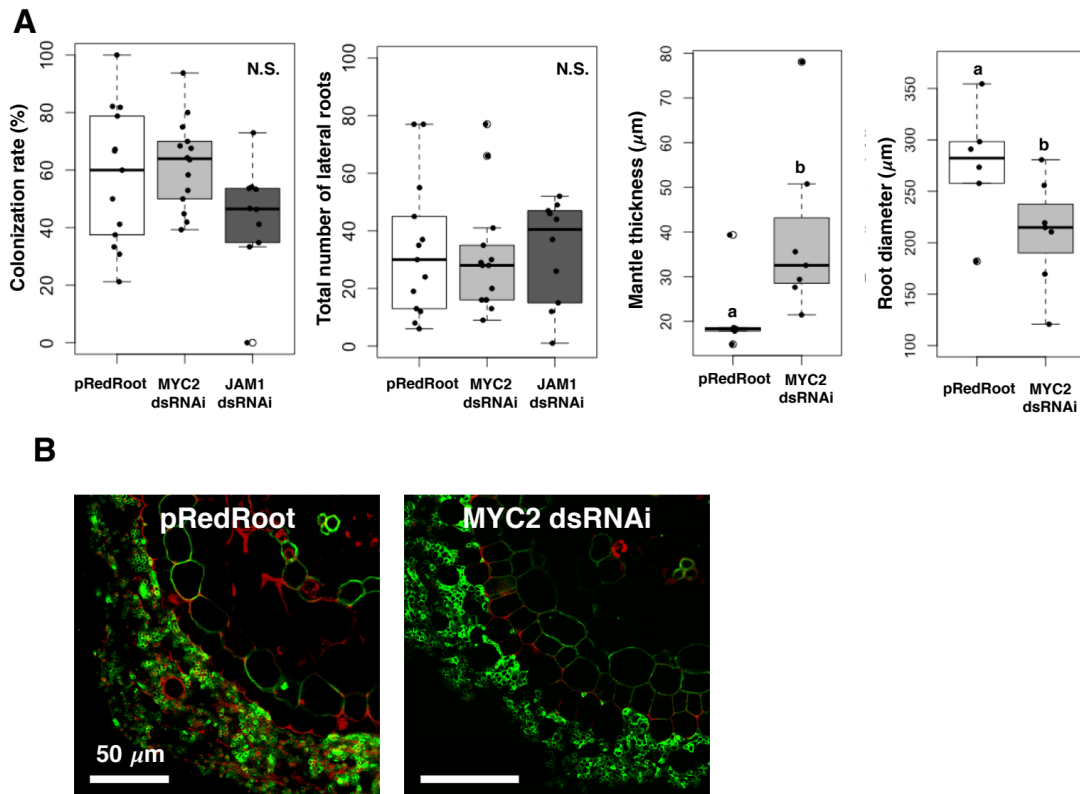 A
Colonization rate (%)
0 20 40 60 80 100
N.S.
pRedRoot MYC2 dsRNAi JAM1 dsRNAi
Total number of lateral roots
0 20 40 60 80 100
N.S.
pRedRoot MYC2 dsRNAi JAM1 dsRNAi
Mantle thickness (μm)
20 30 40 50 60 70 80
a
b
pRedRoot MYC2 dsRNAi
Root diameter (μm)
100 150 200 250 300 350
a
b
pRedRoot MYC2 dsRNAi
B
pRedRoot
50 μm
MYC2 dsRNAi